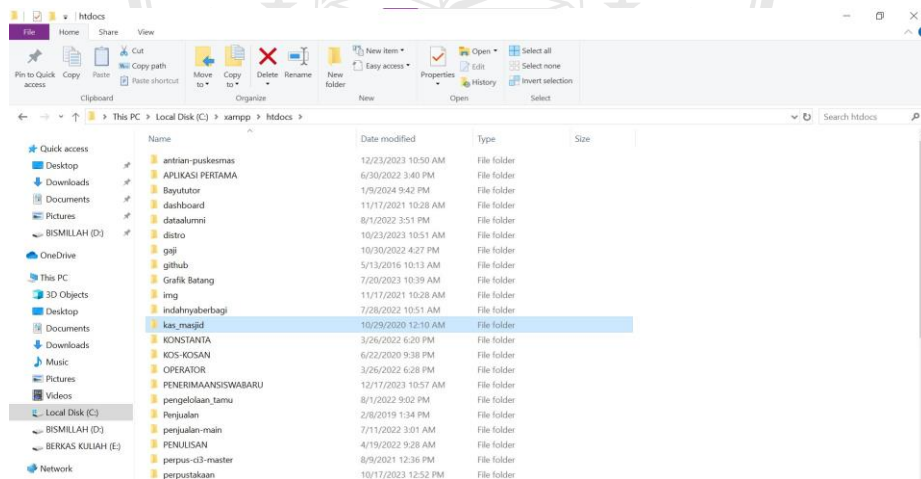 htdocs
File Home Share View
Pin to Quick access
Copy
Paste
Cut
Copy path
Paste shortcut
Clipboard
Move to
Copy to
Delete
Rename
Organize
New folder
New item
Easy access
New
Properties
Open
Edit
History
Open
Select all
Select none
Invert selection
Select
This PC > Local Disk (C:) > xampp > htdocs >
Search htdocs
Quick access
Desktop
Downloads
Documents
Pictures
BISMILLAH (D:)
OneDrive
This PC
3D Objects
Desktop
Documents
Downloads
Music
Pictures
Videos
Local Disk (C:)
BISMILLAH (D:)
BERKAS KULIAH (E:)
Network
Name Date modified Type Size
antrian-puskesmas 12/23/2023 10:50 AM File folder
APLIKASI PERTAMA 6/30/2022 3:40 PM File folder
Bayututor 1/9/2024 9:42 PM File folder
dashboard 11/17/2021 10:28 AM File folder
dataalumni 8/1/2022 3:51 PM File folder
distro 10/23/2023 10:51 AM File folder
gaji 10/30/2022 4:27 PM File folder
github 5/13/2016 10:13 AM File folder
Grafik Batang 7/20/2023 10:39 AM File folder
img 11/17/2021 10:28 AM File folder
indahnyaberbagi 7/28/2022 10:51 AM File folder
kas_masjid 10/29/2020 12:10 AM File folder
KONSTANTA 3/26/2022 6:20 PM File folder
KOS-KOSAN 6/22/2020 9:38 PM File folder
OPERATOR 3/26/2022 6:28 PM File folder
PENERIMAANSISWABARU 12/17/2023 10:57 AM File folder
pengelolaan_tamu 8/1/2022 9:02 PM File folder
Penjualan 2/8/2019 1:34 PM File folder
penjualan-main 7/11/2022 3:01 AM File folder
PENULISAN 4/19/2022 9:28 AM File folder
perpus-ci3-master 8/9/2021 12:36 PM File folder
perpustakaan 10/17/2023 12:52 PM File folder